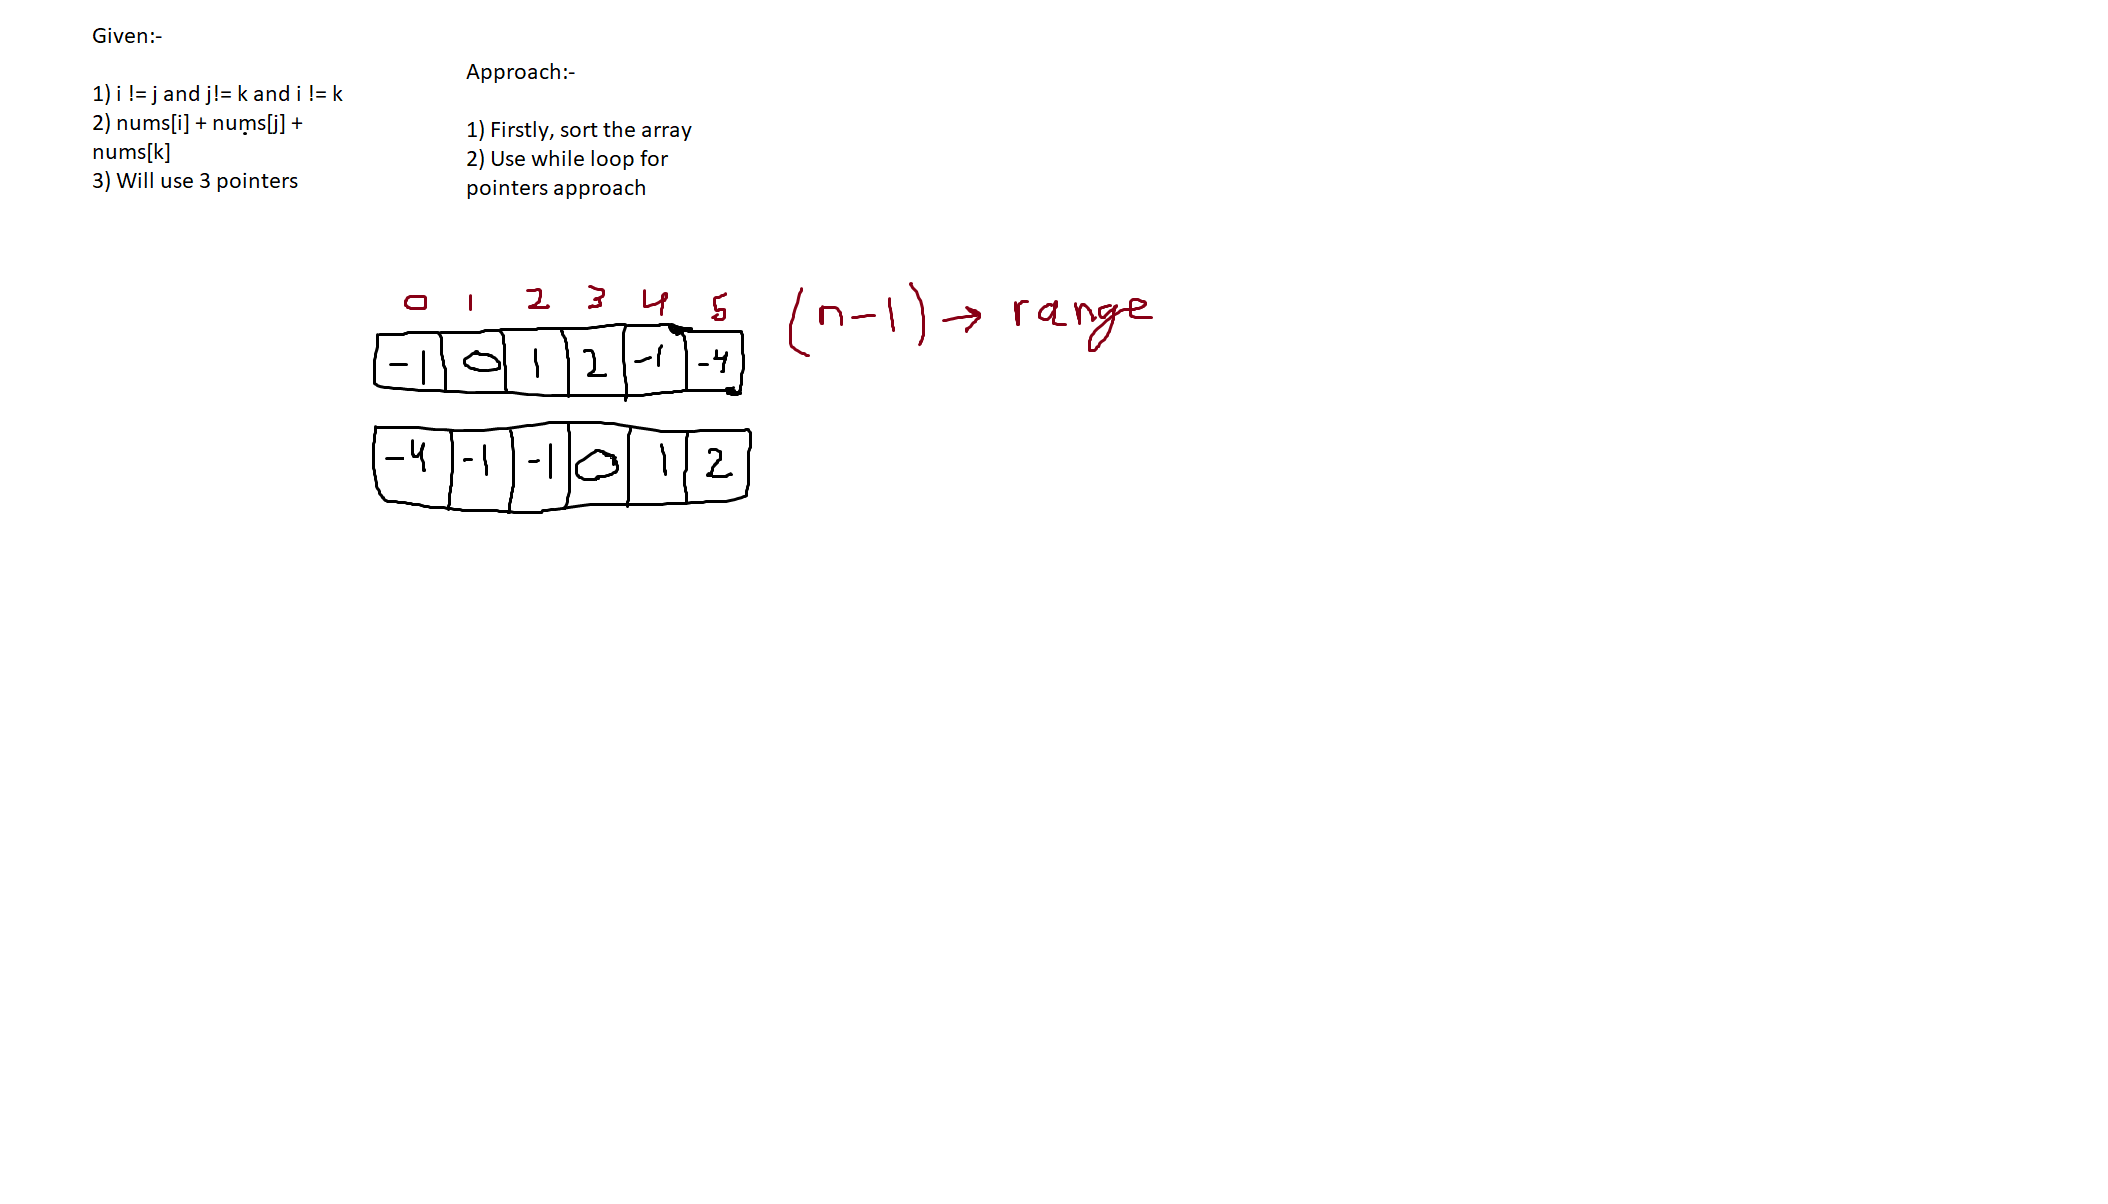 Given:-
1) i != j and j!= k and i != k
2) nums[i] + nums[j] +
nums[k]
3) Will use 3 pointers
Approach:-
1) Firstly, sort the array
2) Use while loop for
pointers approach
0 1 2 3 4 5 (n-1) → range
-1 0 1 2 -1 -4
-4 -1 -1 0 1 2